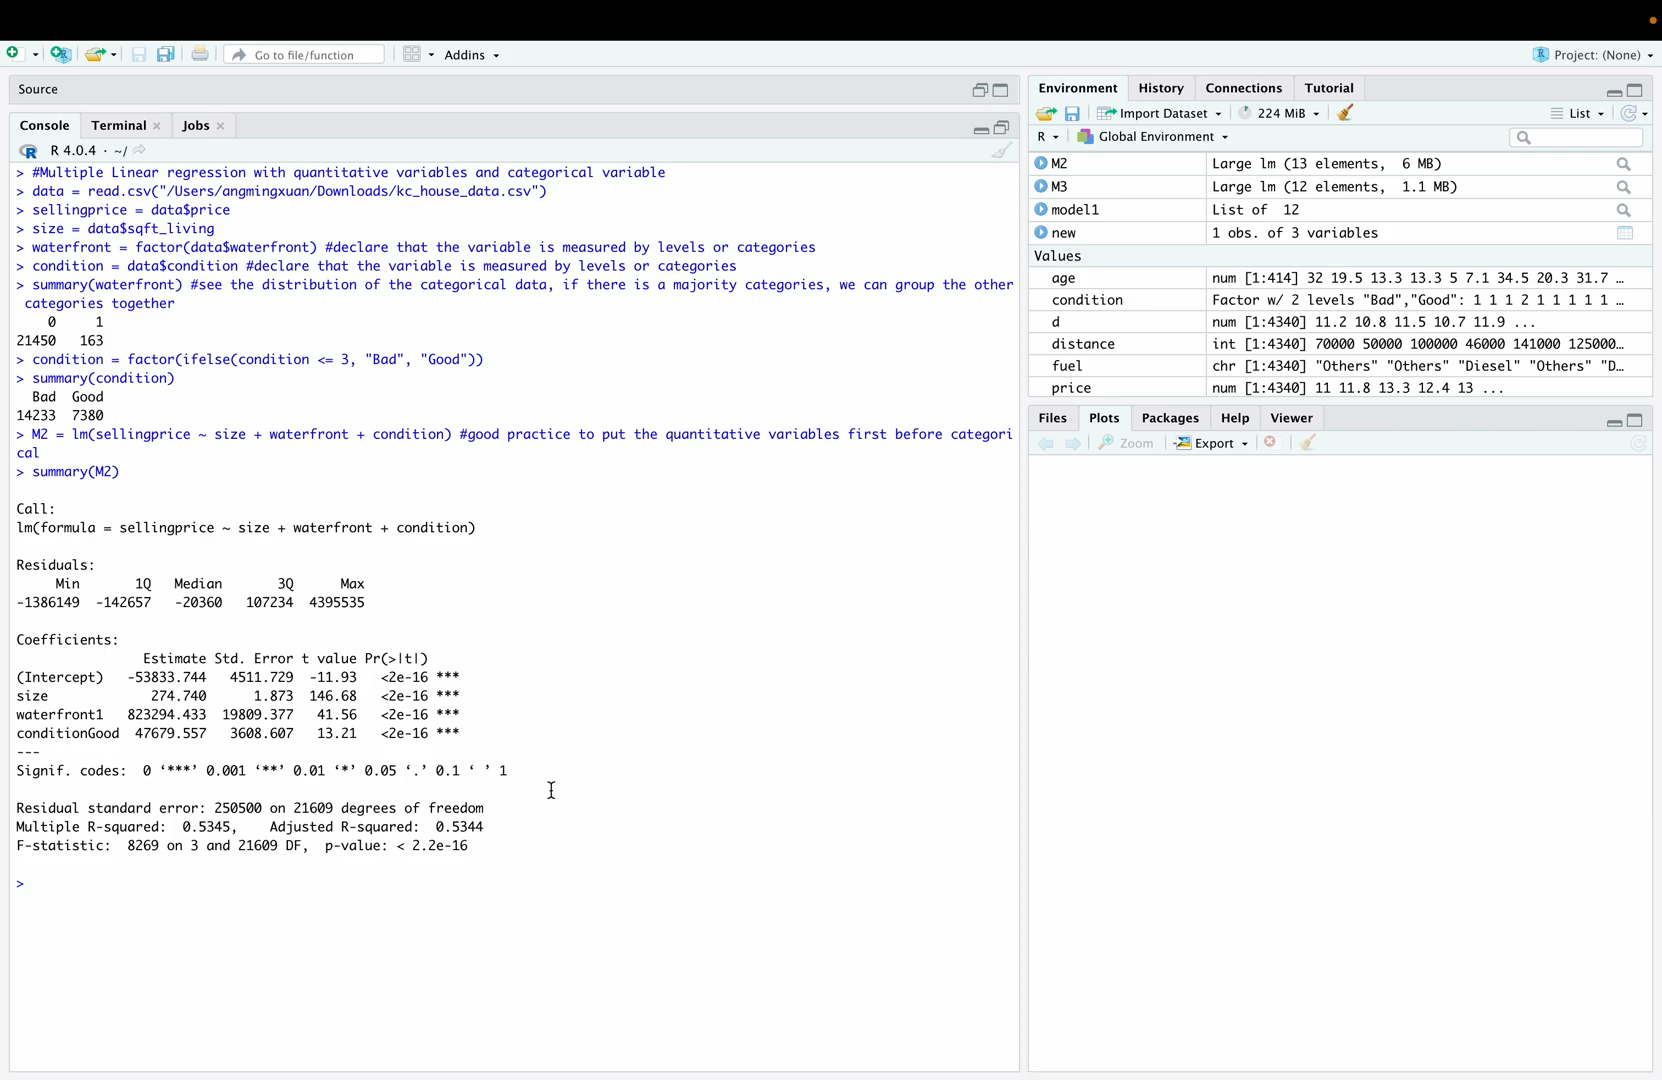 Go to file/function
Addins
Project: (None)
Source
Console Terminal Jobs
R 4.0.4 · ~/
> #Multiple Linear regression with quantitative variables and categorical variable
> data = read.csv("/Users/angmingxuan/Downloads/kc_house_data.csv")
> sellingprice = data$price
> size = data$sqft_living
> waterfront = factor(data$waterfront) #declare that the variable is measured by levels or categories
> condition = data$condition #declare that the variable is measured by levels or categories
> summary(waterfront) #see the distribution of the categorical data, if there is a majority categories, we can group the other
categories together
0 1
21450 163
> condition = factor(ifelse(condition <= 3, "Bad", "Good"))
> summary(condition)
Bad Good
14233 7380
> M2 = lm(sellingprice ~ size + waterfront + condition) #good practice to put the quantitative variables first before categori
cal
> summary(M2)
Call:
lm(formula = sellingprice ~ size + waterfront + condition)
Residuals:
Min 1Q Median 3Q Max
-1386149 -142657 -20360 107234 4395535
Coefficients:
Estimate Std. Error t value Pr(>|t|)
(Intercept) -53833.744 4511.729 -11.93 <2e-16 ***
size 274.740 1.873 146.68 <2e-16 ***
waterfront1 823294.433 19809.377 41.56 <2e-16 ***
conditionGood 47679.557 3608.607 13.21 <2e-16 ***
---
Signif. codes: 0 ‘***’ 0.001 ‘**’ 0.01 ‘*’ 0.05 ‘.’ 0.1 ‘ ’ 1
Residual standard error: 250500 on 21609 degrees of freedom
Multiple R-squared: 0.5345, Adjusted R-squared: 0.5344
F-statistic: 8269 on 3 and 21609 DF, p-value: < 2.2e-16
>
Environment History Connections Tutorial
Import Dataset 224 MiB List
R Global Environment
M2 Large lm (13 elements, 6 MB)
M3 Large lm (12 elements, 1.1 MB)
model1 List of 12
new 1 obs. of 3 variables
Values
age num [1:414] 32 19.5 13.3 13.3 5 7.1 34.5 20.3 31.7 …
condition Factor w/ 2 levels "Bad","Good": 1 1 1 2 1 1 1 1 1 …
d num [1:4340] 11.2 10.8 11.5 10.7 11.9 ...
distance int [1:4340] 70000 50000 100000 46000 141000 125000…
fuel chr [1:4340] "Others" "Others" "Diesel" "Others" "D…
price num [1:4340] 11 11.8 13.3 12.4 13 ...
Files Plots Packages Help Viewer
Zoom Export